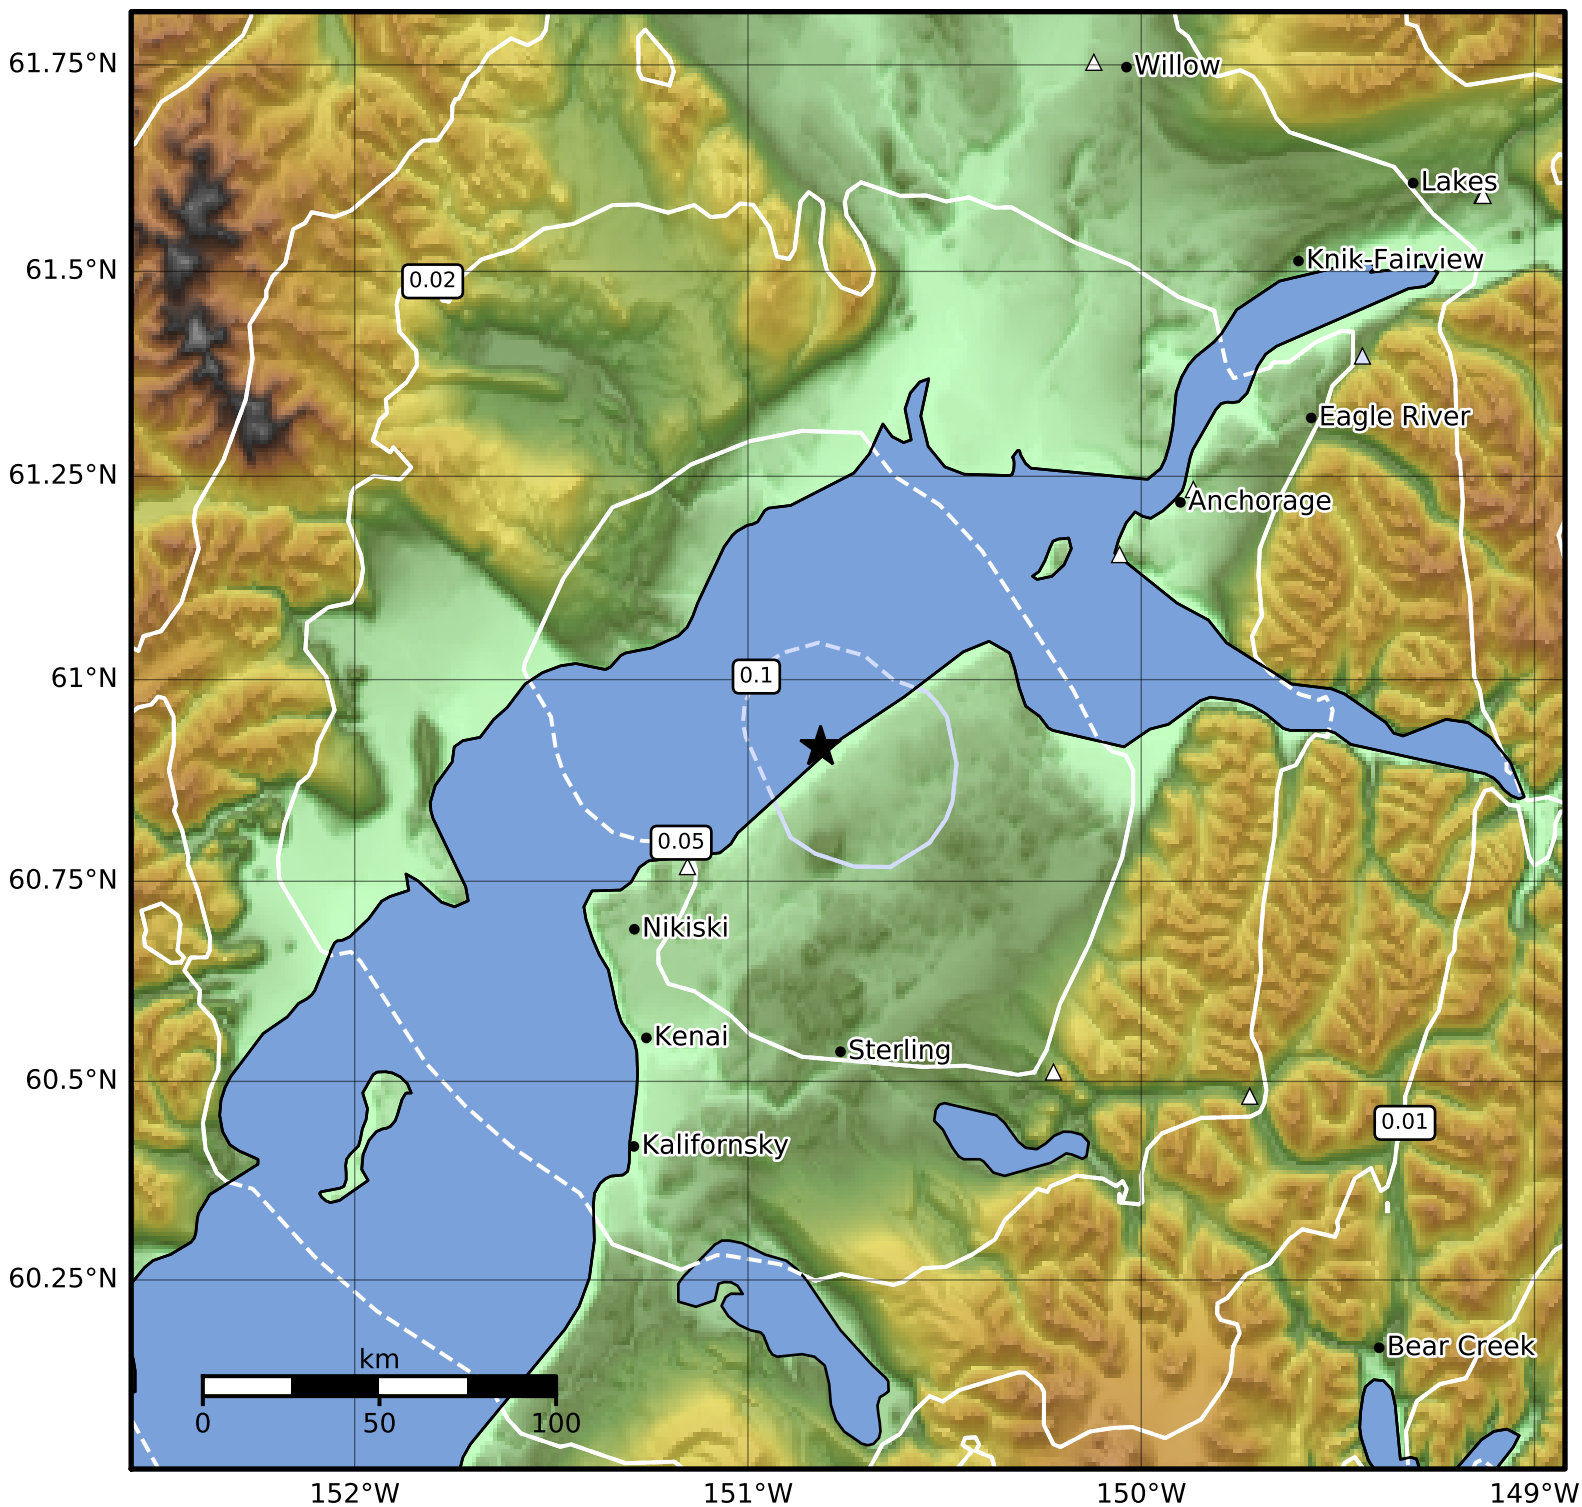 61.75°N
Willow
Lakes
Knik-Fairview
61.5°N
0.02
Eagle River
61.25°N
Anchorage
61°N
0.1
0.05
60.75°N
Nikiski
Kenai
Sterling
60.5°N
0.01
Kalifornsky
60.25°N
Bear Creek
km
0 50 100
152°W 151°W 150°W 149°W